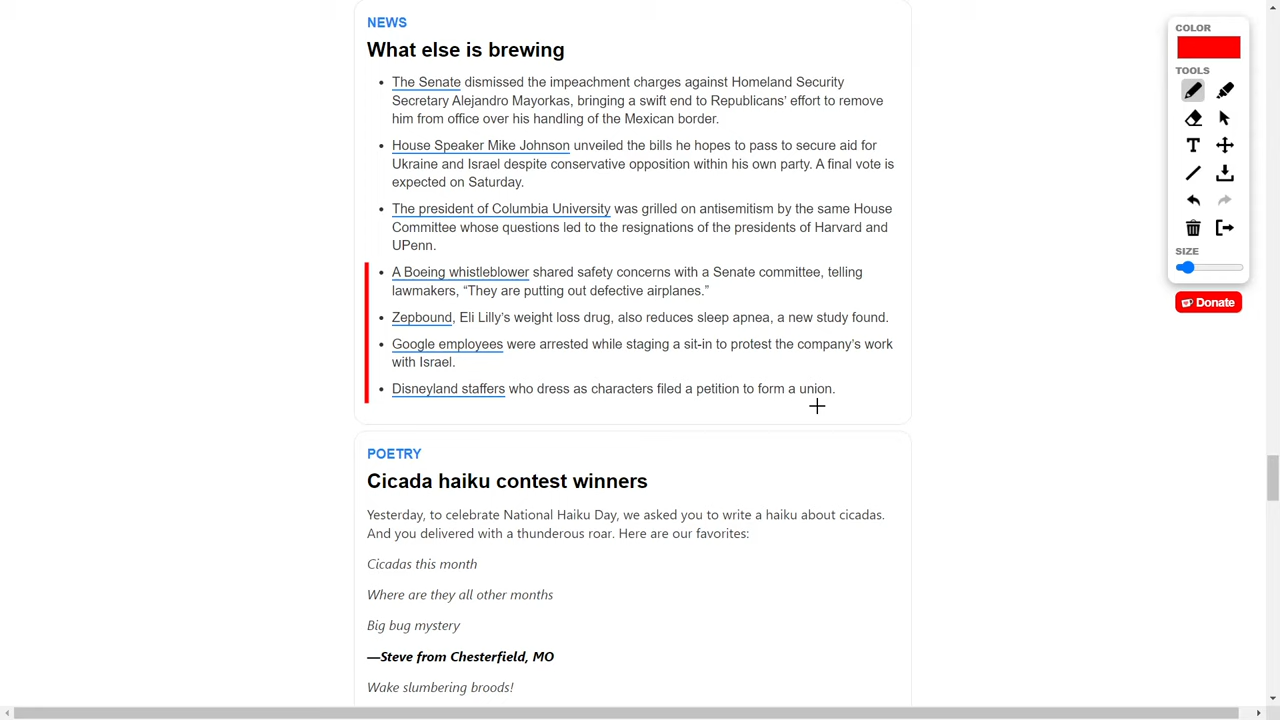 NEWS
What else is brewing
• The Senate dismissed the impeachment charges against Homeland Security
Secretary Alejandro Mayorkas, bringing a swift end to Republicans' effort to remove
him from office over his handling of the Mexican border.
• House Speaker Mike Johnson unveiled the bills he hopes to pass to secure aid for
Ukraine and Israel despite conservative opposition within his own party. A final vote is
expected on Saturday.
• The president of Columbia University was grilled on antisemitism by the same House
Committee whose questions led to the resignations of the presidents of Harvard and
UPenn.
• A Boeing whistleblower shared safety concerns with a Senate committee, telling
lawmakers, “They are putting out defective airplanes.”
• Zepbound, Eli Lilly's weight loss drug, also reduces sleep apnea, a new study found.
• Google employees were arrested while staging a sit-in to protest the company's work
with Israel.
• Disneyland staffers who dress as characters filed a petition to form a union.
POETRY
Cicada haiku contest winners
Yesterday, to celebrate National Haiku Day, we asked you to write a haiku about cicadas.
And you delivered with a thunderous roar. Here are our favorites:
Cicadas this month
Where are they all other months
Big bug mystery
—Steve from Chesterfield, MO
Wake slumbering broods!
COLOR
TOOLS
T
SIZE
Donate